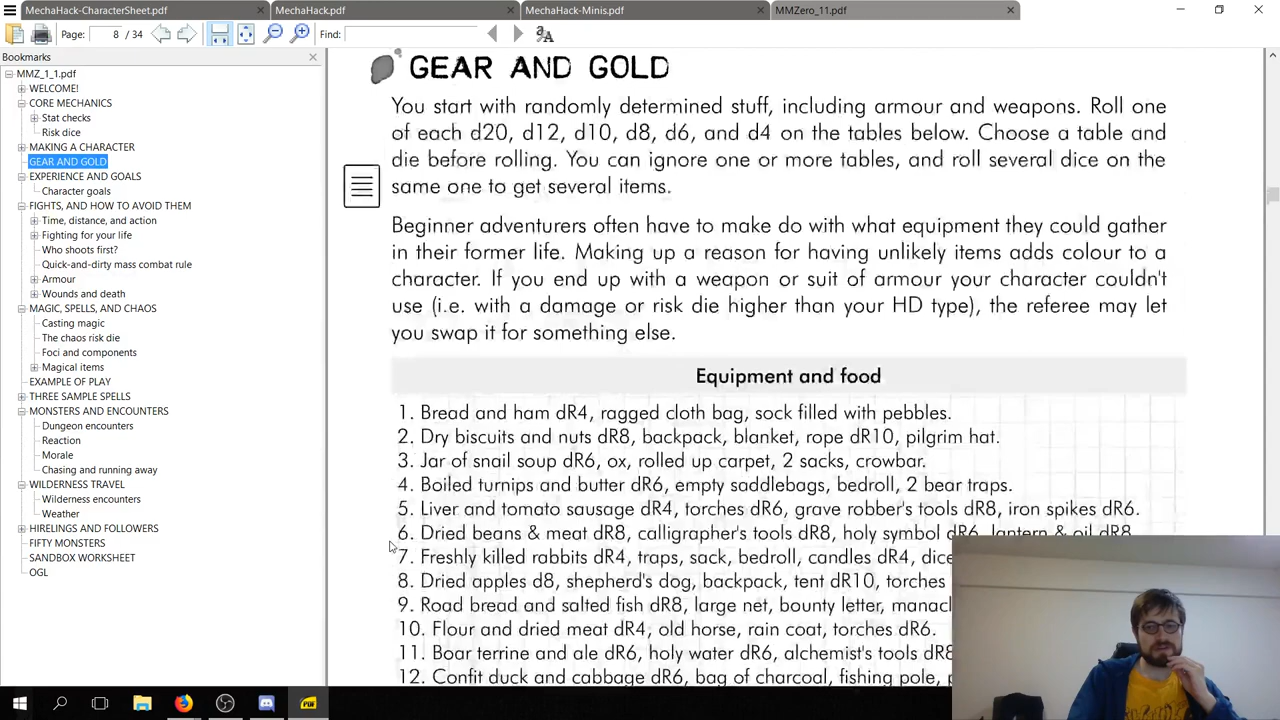 MechaHack-CharacterSheet.pdf
MechaHack.pdf
MechaHack-Minis.pdf
MMZero_11.pdf
Page: 8 / 34
Find:
Bookmarks
MMZ_1_1.pdf
WELCOME!
CORE MECHANICS
Stat checks
Risk dice
MAKING A CHARACTER
GEAR AND GOLD
EXPERIENCE AND GOALS
Character goals
FIGHTS, AND HOW TO AVOID THEM
Time, distance, and action
Fighting for your life
Who shoots first?
Quick-and-dirty mass combat rule
Armour
Wounds and death
MAGIC, SPELLS, AND CHAOS
Casting magic
The chaos risk die
Foci and components
Magical items
EXAMPLE OF PLAY
THREE SAMPLE SPELLS
MONSTERS AND ENCOUNTERS
Dungeon encounters
Reaction
Morale
Chasing and running away
WILDERNESS TRAVEL
Wilderness encounters
Weather
HIRELINGS AND FOLLOWERS
FIFTY MONSTERS
SANDBOX WORKSHEET
OGL
GEAR AND GOLD
You start with randomly determined stuff, including armour and weapons. Roll one
of each d20, d12, d10, d8, d6, and d4 on the tables below. Choose a table and
die before rolling. You can ignore one or more tables, and roll several dice on the
same one to get several items.
Beginner adventurers often have to make do with what equipment they could gather
in their former life. Making up a reason for having unlikely items adds colour to a
character. If you end up with a weapon or suit of armour your character couldn't
use (i.e. with a damage or risk die higher than your HD type), the referee may let
you swap it for something else.
Equipment and food
1. Bread and ham dR4, ragged cloth bag, sock filled with pebbles.
2. Dry biscuits and nuts dR8, backpack, blanket, rope dR10, pilgrim hat.
3. Jar of snail soup dR6, ox, rolled up carpet, 2 sacks, crowbar.
4. Boiled turnips and butter dR6, empty saddlebags, bedroll, 2 bear traps.
5. Liver and tomato sausage dR4, torches dR6, grave robber's tools dR8, iron spikes dR6.
6. Dried beans & meat dR8, calligrapher's tools dR8, holy symbol dR6, lantern & oil dR8.
7. Freshly killed rabbits dR4, traps, sack, bedroll, candles dR4, dice
8. Dried apples d8, shepherd's dog, backpack, tent dR10, torches
9. Road bread and salted fish dR8, large net, bounty letter,
10. Flour and dried meat dR4, old horse, rain coat, torches dR6.
11. Boar terrine and ale dR6, holy water dR6, alchemist's tools dR8
12. Confit duck and cabbage dR6, bag of charcoal, fishing pole,